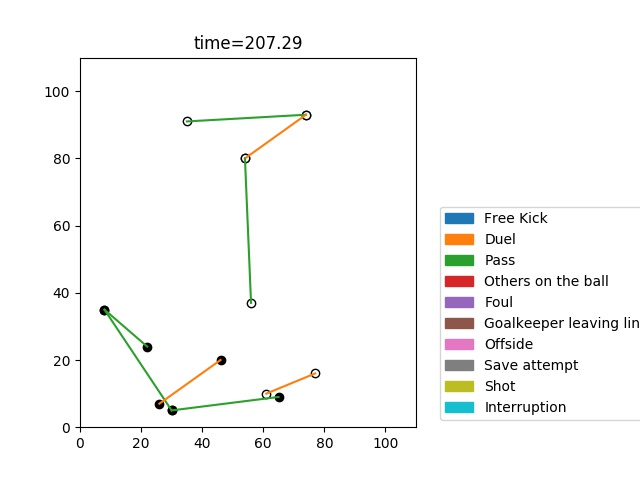 time=207.29
100
80
60
40
20
0
0 20 40 60 80 100
Free Kick
Duel
Pass
Others on the ball
Foul
Goalkeeper leaving lin
Offside
Save attempt
Shot
Interruption